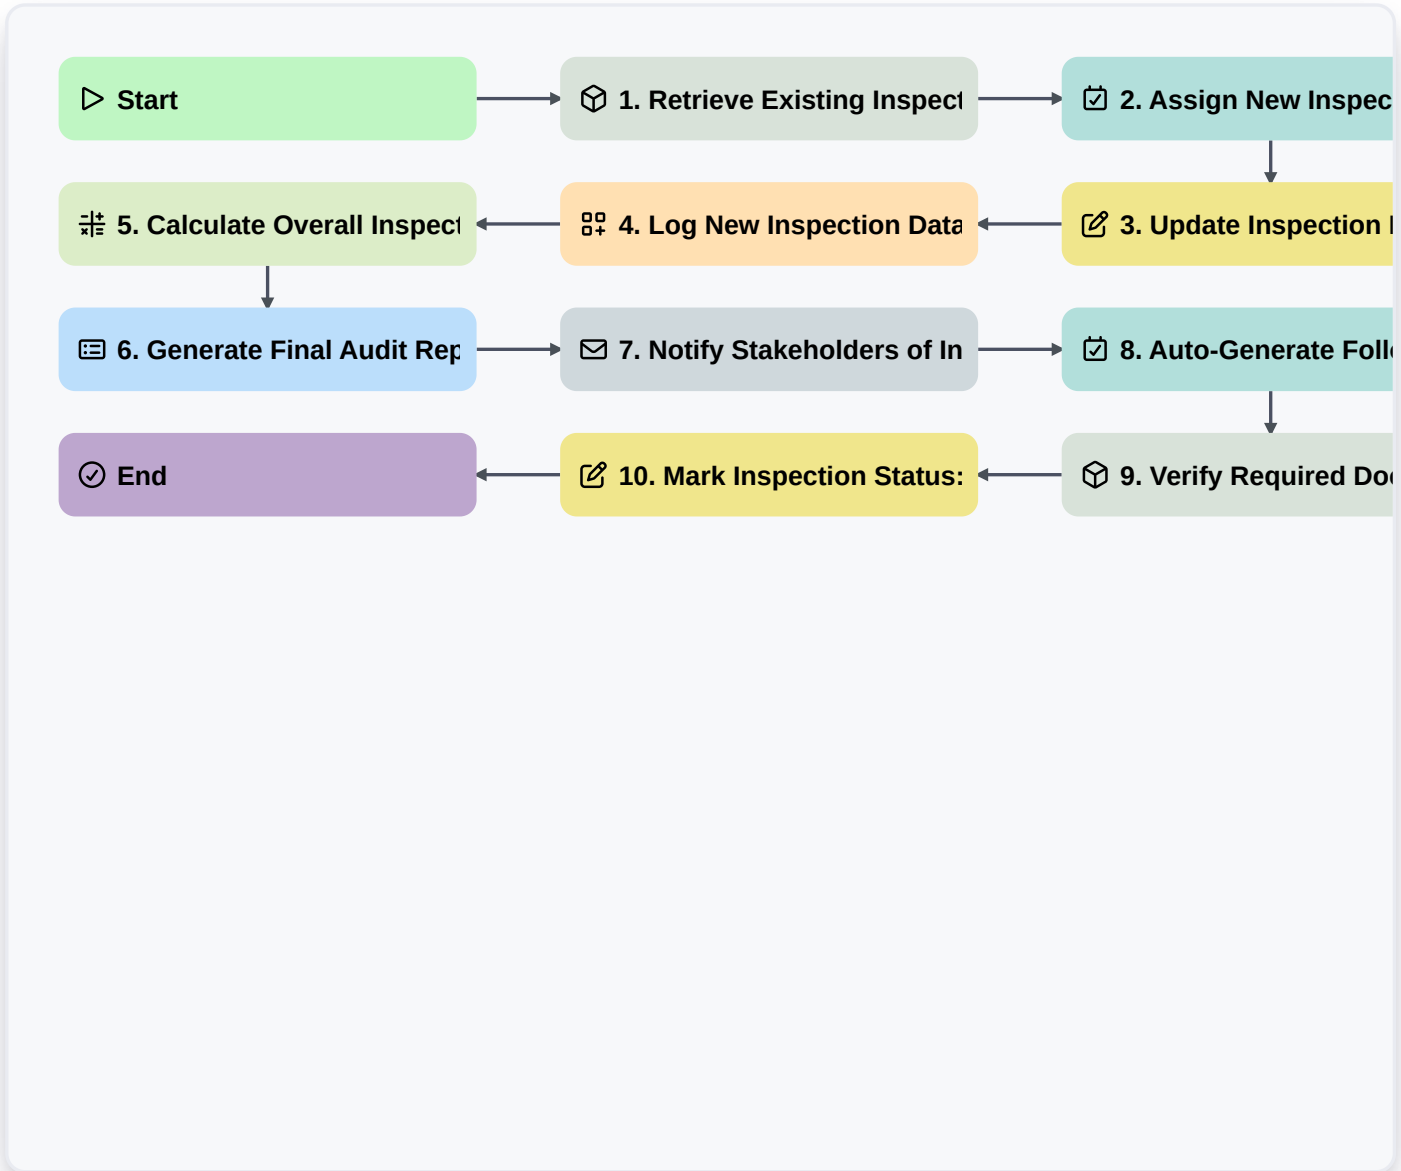 Start
1. Retrieve Existing Inspect
2. Assign New Inspec
5. Calculate Overall Inspect
4. Log New Inspection Data
3. Update Inspection
6. Generate Final Audit Rep
7. Notify Stakeholders of In
8. Auto-Generate Follo
End
10. Mark Inspection Status:
9. Verify Required Doc